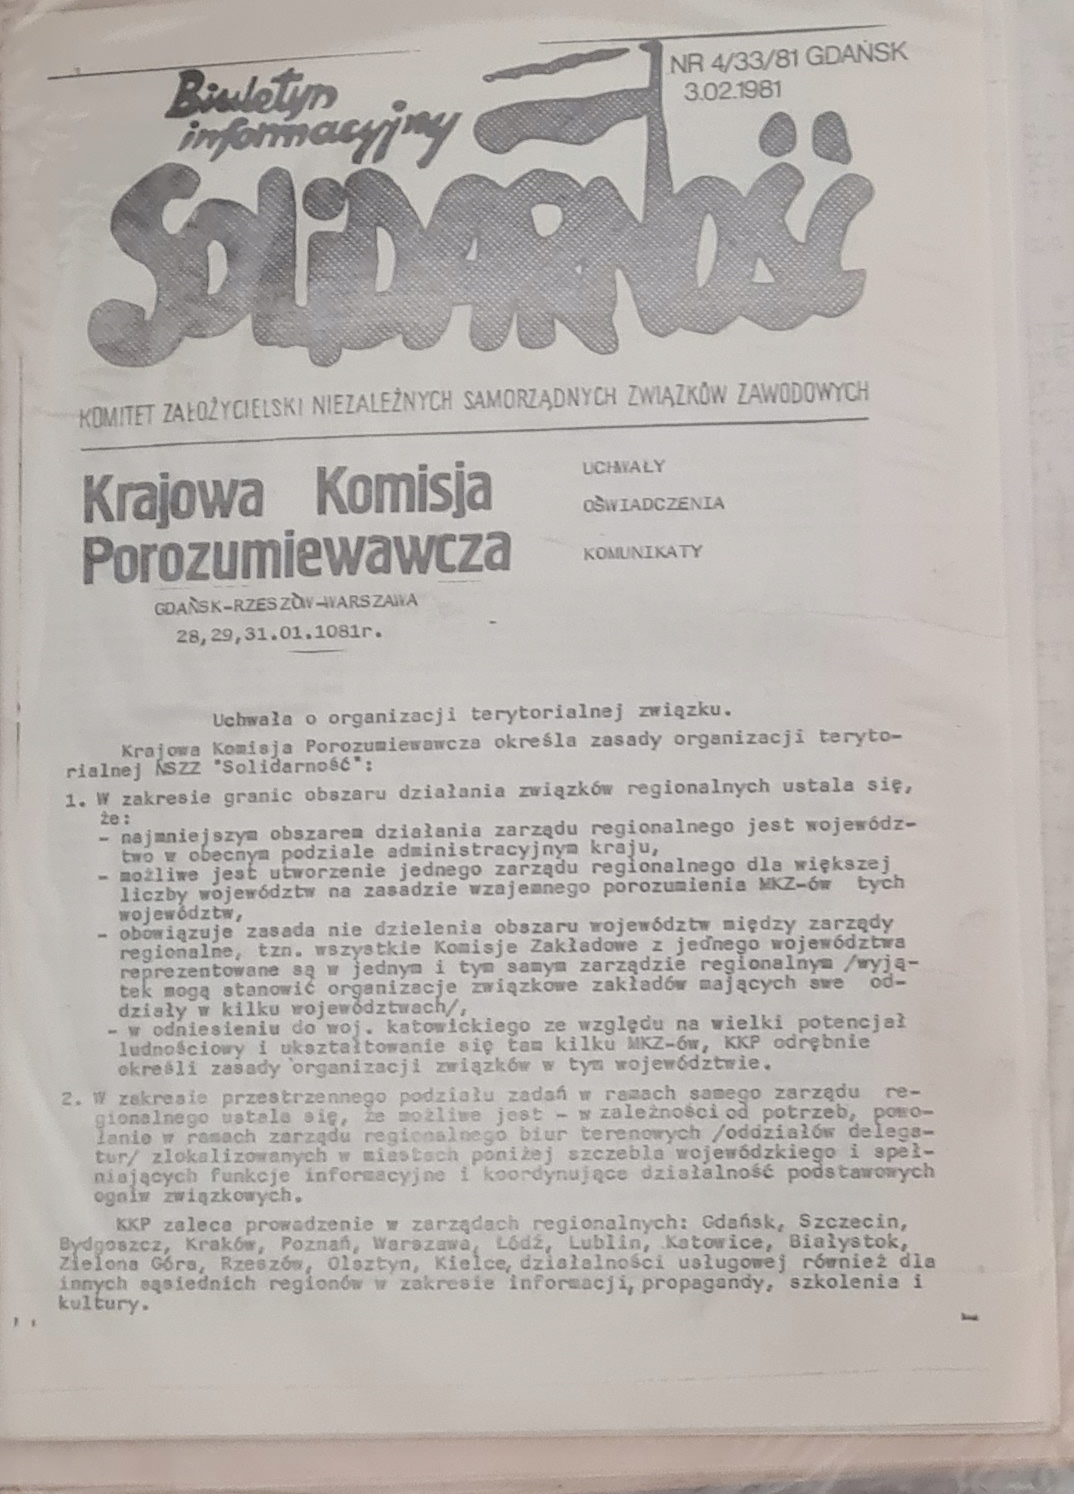 Biuletyn
informacyjny
NR 4/33/81 GDAŃSK
3.02.1981
SOLIDARNOŚĆ
KOMITET ZAŁOŻYCIELSKI NIEZALEŻNYCH SAMORZĄDNYCH ZWIĄZKÓW ZAWODOWYCH
Krajowa Komisja
Porozumiewawcza
UCHWAŁY
OŚWIADCZENIA
KOMUNIKATY
GDAŃSK-RZESZÓW-WARSZAWA
28,29,31.01.1081r.
Uchwała o organizacji terytorialnej związku.
Krajowa Komisja Porozumiewawcza określa zasady organizacji teryto-
rialnej NSZZ "Solidarność":
1. W zakresie granic obszaru działania związków regionalnych ustala się,
że:
- najmniejszym obszarem działania zarządu regionalnego jest wojewódz-
two w obecnym podziale administracyjnym kraju,
- możliwe jest utworzenie jednego zarządu regionalnego dla większej
liczby województw na zasadzie wzajemnego porozumienia MKZ-ów tych
województw,
- obowiązuje zasada nie dzielenia obszaru województw między zarządy
regionalne, tzn. wszystkie Komisje Zakładowe z jednego województwa
reprezentowane są w jednym i tym samym zarządzie regionalnym /wyją-
tek mogą stanowić organizacje związkowe zakładów mających swe od-
działy w kilku województwach/,
- w odniesieniu do woj. katowickiego ze względu na wielki potencjał
ludnościowy i ukształtowanie się tam kilku MKZ-ów, KKP odrębnie
określi zasady organizacji związków w tym województwie.
2. W zakresie przestrzennego podziału zadań w ramach samego zarządu re-
gionalnego ustala się, że możliwe jest - w zależności od potrzeb, powo-
łanie w ramach zarządu regionalnego biur terenowych /oddziałów delega-
tur/ zlokalizowanych w miastach poniżej szczebla wojewódzkiego i speł-
niających funkcje informacyjne i koordynujące działalność podstawowych
ogniw związkowych.
KKP zaleca prowadzenie w zarządach regionalnych: Gdańsk, Szczecin,
Bydgoszcz, Kraków, Poznań, Warszawa, Łódź, Lublin, Katowice, Białystok,
Zielona Góra, Rzeszów, Olsztyn, Kielce, działalności usługowej również dla
innych sąsiednich regionów w zakresie informacji, propagandy, szkolenia i
kultury.